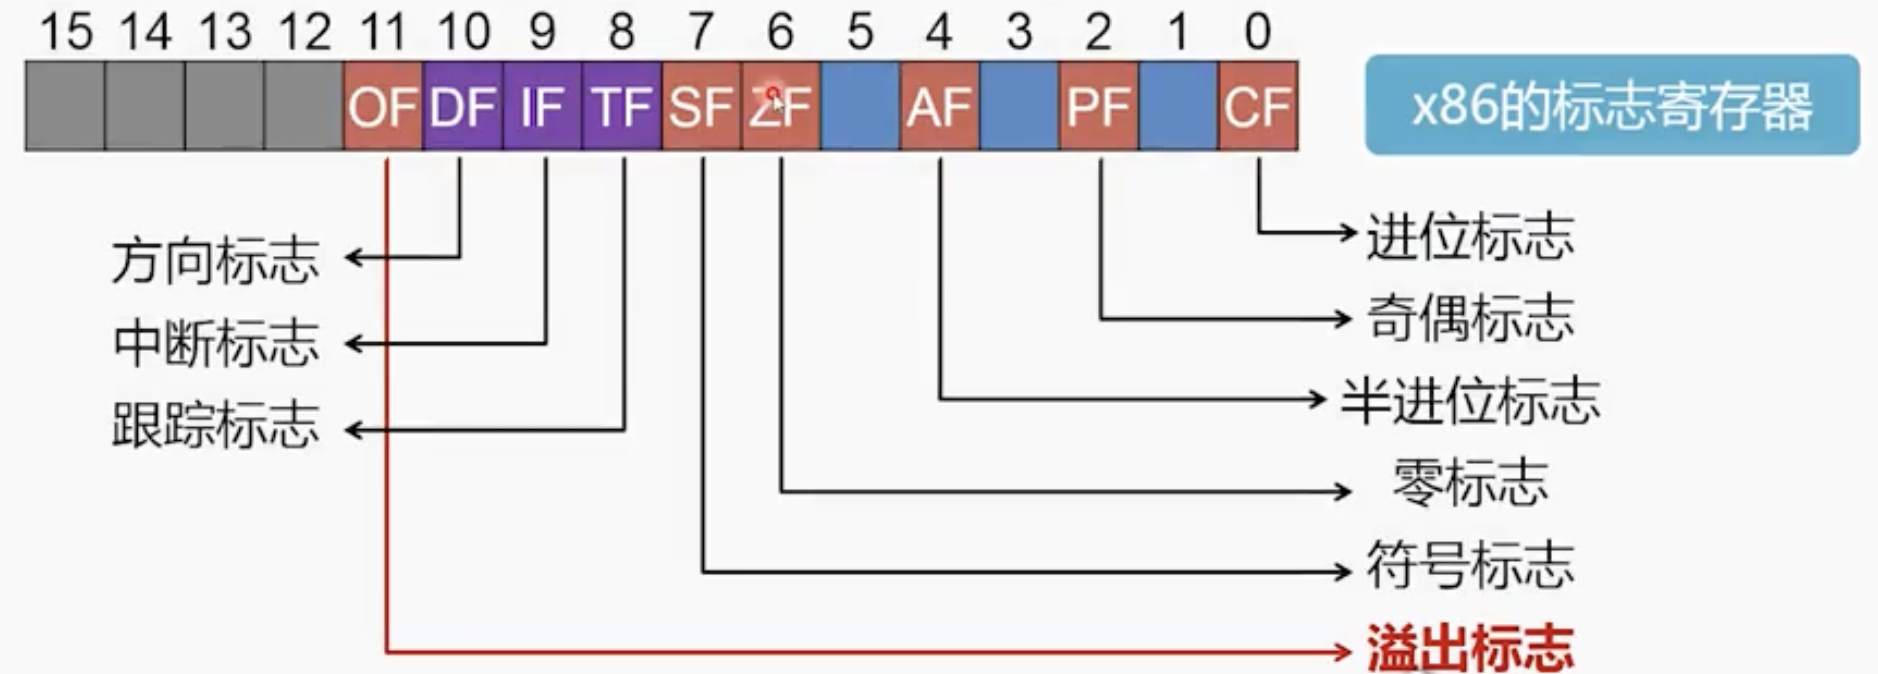 15 14 13 12 11 10 9 8 7 6 5 4 3 2 1 0
OF DF IF TF SF ZF AF PF CF
x86的标志寄存器
方向标志
中断标志
跟踪标志
进位标志
奇偶标志
半进位标志
零标志
符号标志
溢出标志